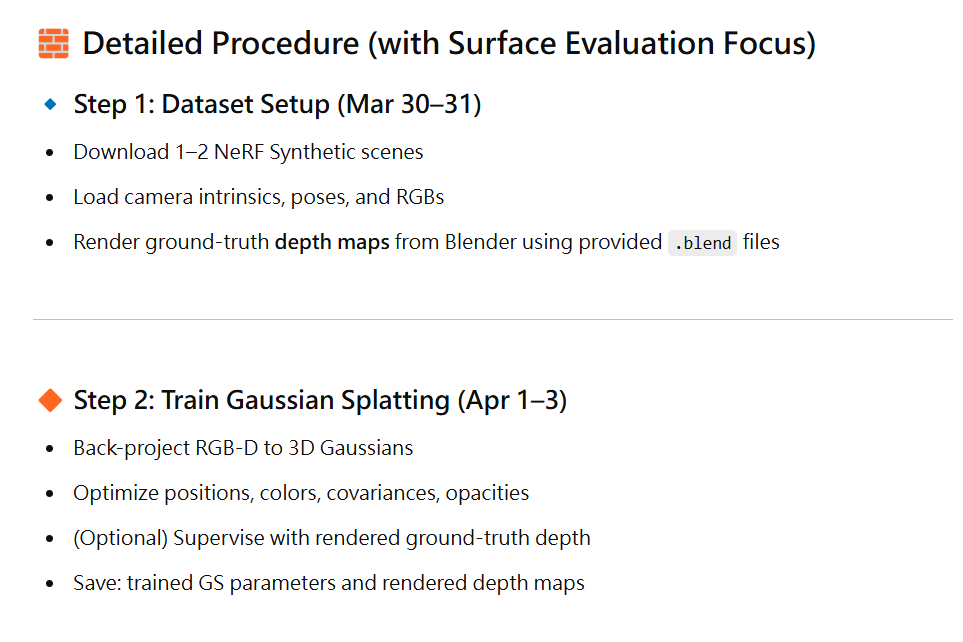 Detailed Procedure (with Surface Evaluation Focus)
Step 1: Dataset Setup (Mar 30–31)
• Download 1–2 NeRF Synthetic scenes
• Load camera intrinsics, poses, and RGBs
• Render ground-truth depth maps from Blender using provided .blend files
Step 2: Train Gaussian Splatting (Apr 1–3)
• Back-project RGB-D to 3D Gaussians
• Optimize positions, colors, covariances, opacities
• (Optional) Supervise with rendered ground-truth depth
• Save: trained GS parameters and rendered depth maps